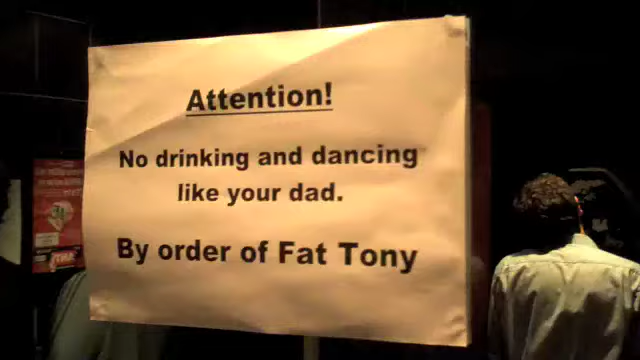 Attention!
No drinking and dancing
like your dad.
By order of Fat Tony